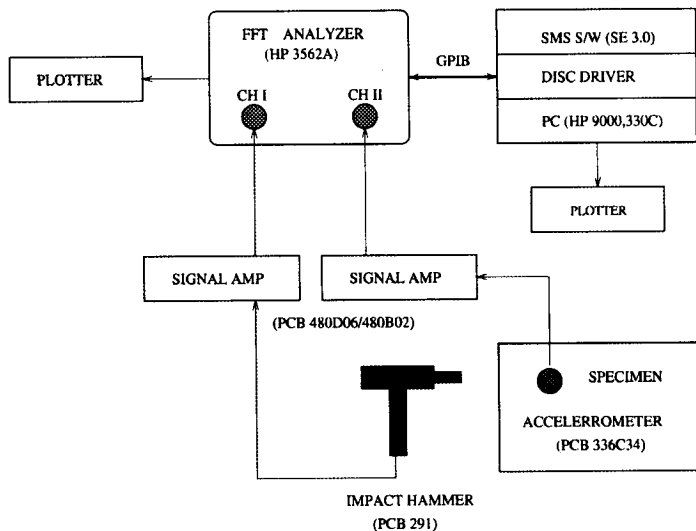 FFT ANALYZER
(HP 3562A)
CH I
CH II
PLOTTER
GPIB
SMS S/W (SE 3.0)
DISC DRIVER
PC (HP 9000,330C)
PLOTTER
SIGNAL AMP
SIGNAL AMP
(PCB 480D06/480B02)
SPECIMEN
ACCELERROMETER
(PCB 336C34)
IMPACT HAMMER
(PCB 291)